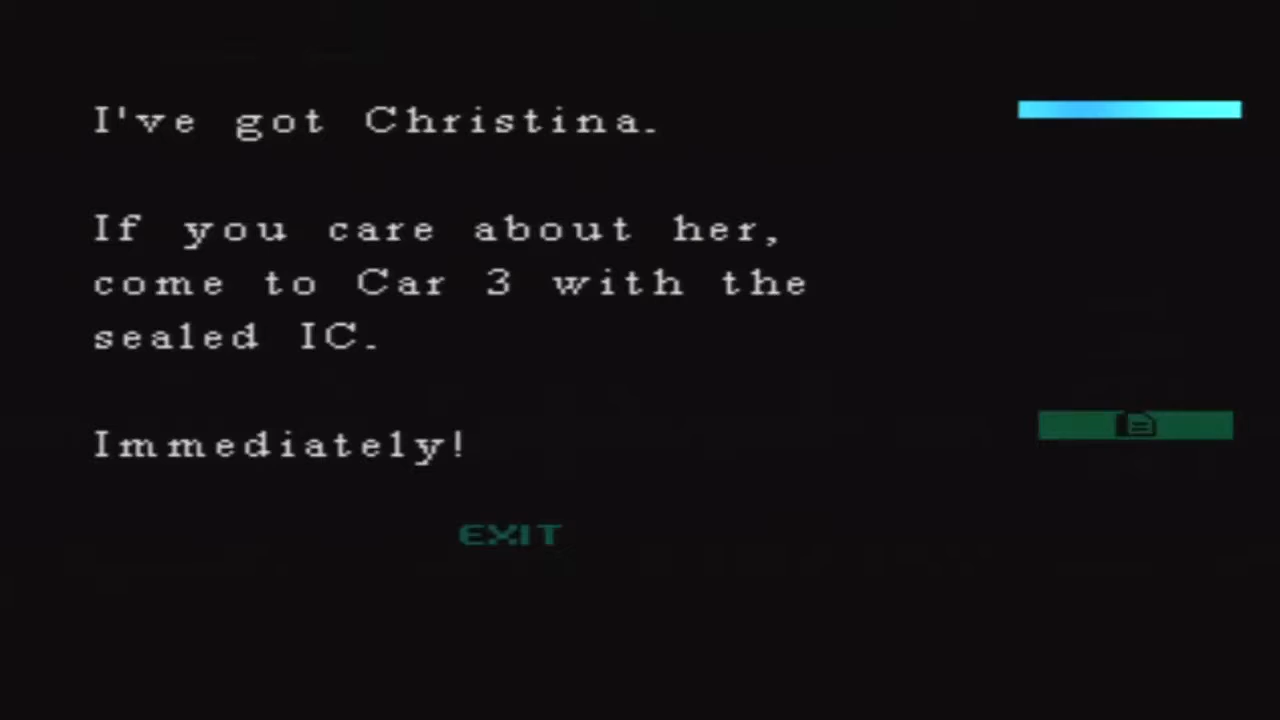 I've got Christina.
If you care about her,
come to Car 3 with the
sealed IC.
Immediately!
EXIT